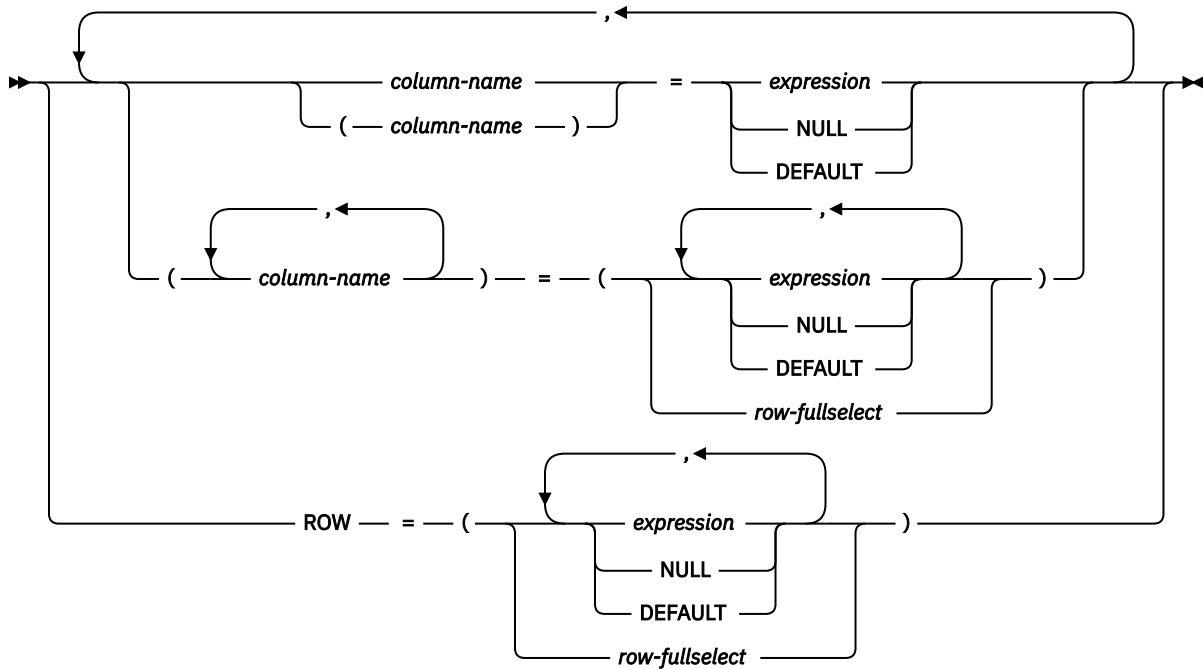 ,
column-name = expression
( column-name ) NULL
DEFAULT
, ,
( column-name ) = ( expression )
NULL
DEFAULT
row-fullselect
,
ROW = ( expression )
NULL
DEFAULT
row-fullselect